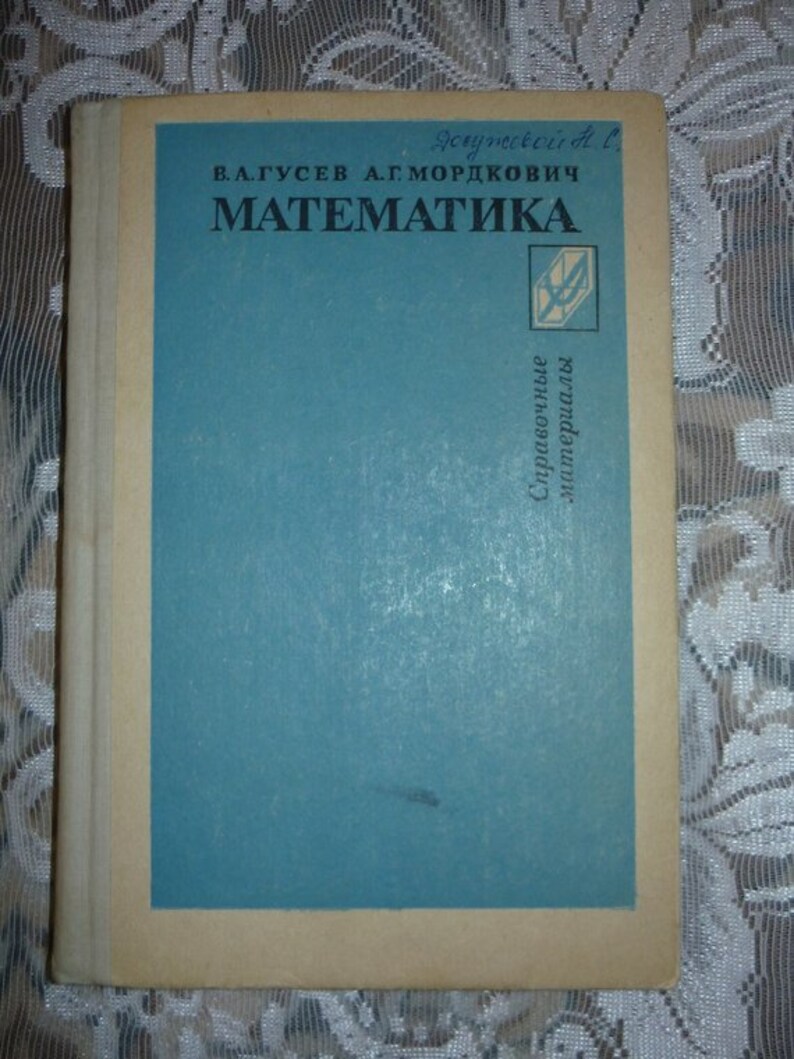 Н. С.
В.А.ГУСЕВ А.Г.МОРДКОВИЧ
МАТЕМАТИКА
Справочные
материалы